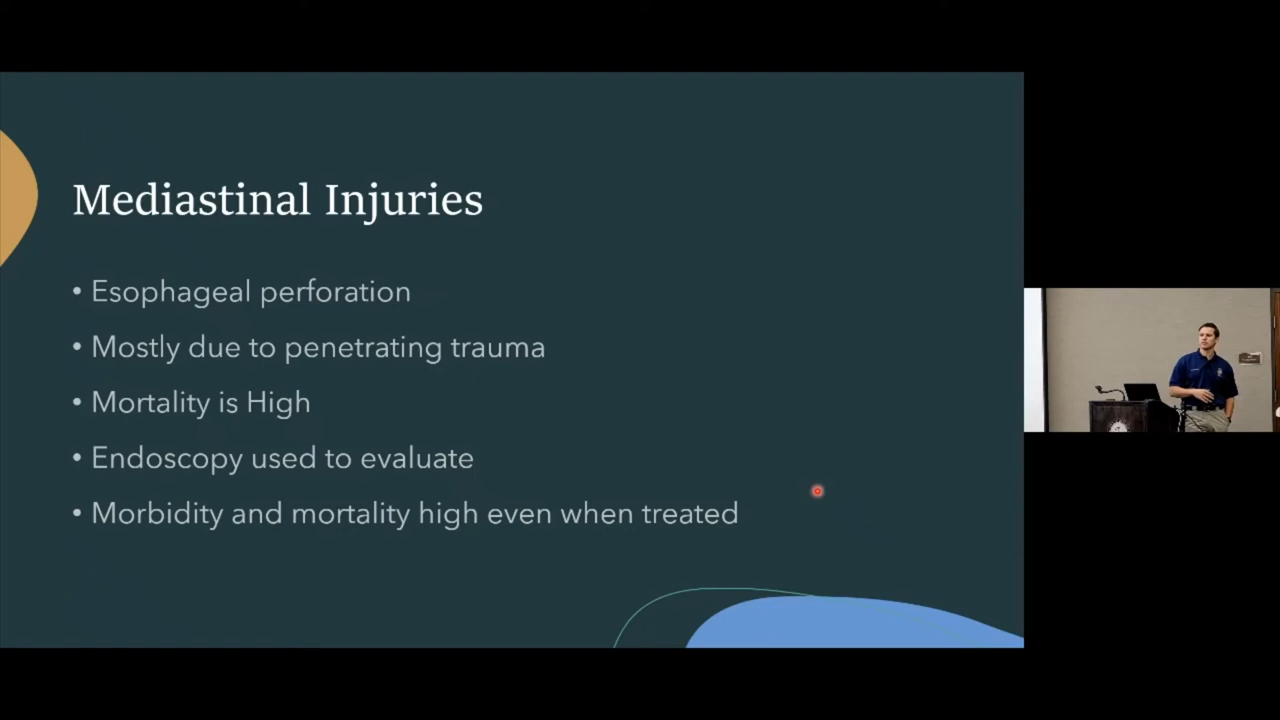 Mediastinal Injuries
• Esophageal perforation
• Mostly due to penetrating trauma
• Mortality is High
• Endoscopy used to evaluate
• Morbidity and mortality high even when treated